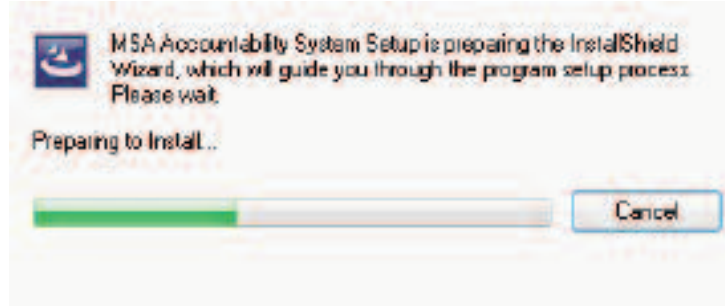 MSA Accountability System Setup is preparing the InstallShield
Wizard, which will guide you through the program setup process.
Please wait.
Preparing to Install...
Cancel